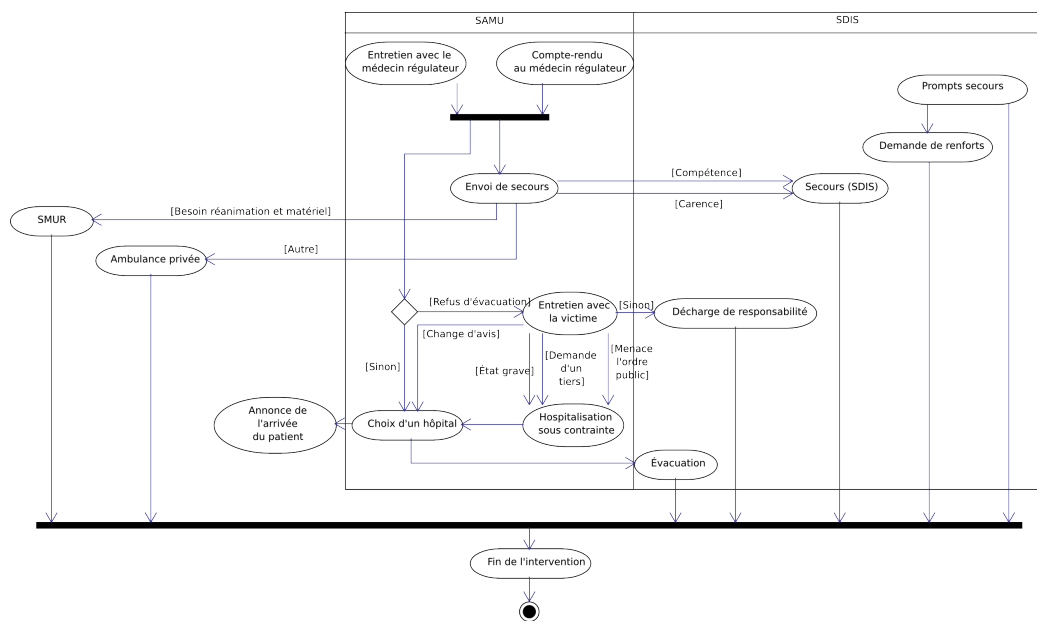 SAMU
SDIS
Entretien avec le
médecin régulateur
Compte-rendu
au médecin régulateur
Prompts secours
Demande de renforts
[Compétence]
Envoi de secours
Secours (SDIS)
[Carence]
[Besoin réanimation et matériel]
SMUR
[Autre]
Ambulance privée
[Refus d'évacuation]
Entretien avec
la victime
[Sinon]
Décharge de responsabilité
[Change d'avis]
[Sinon]
[État grave]
[Demande
d'un
tiers]
[Menace
l'ordre
public]
Annonce de
l'arrivée
du patient
Choix d'un hôpital
Hospitalisation
sous contrainte
Évacuation
Fin de l'intervention